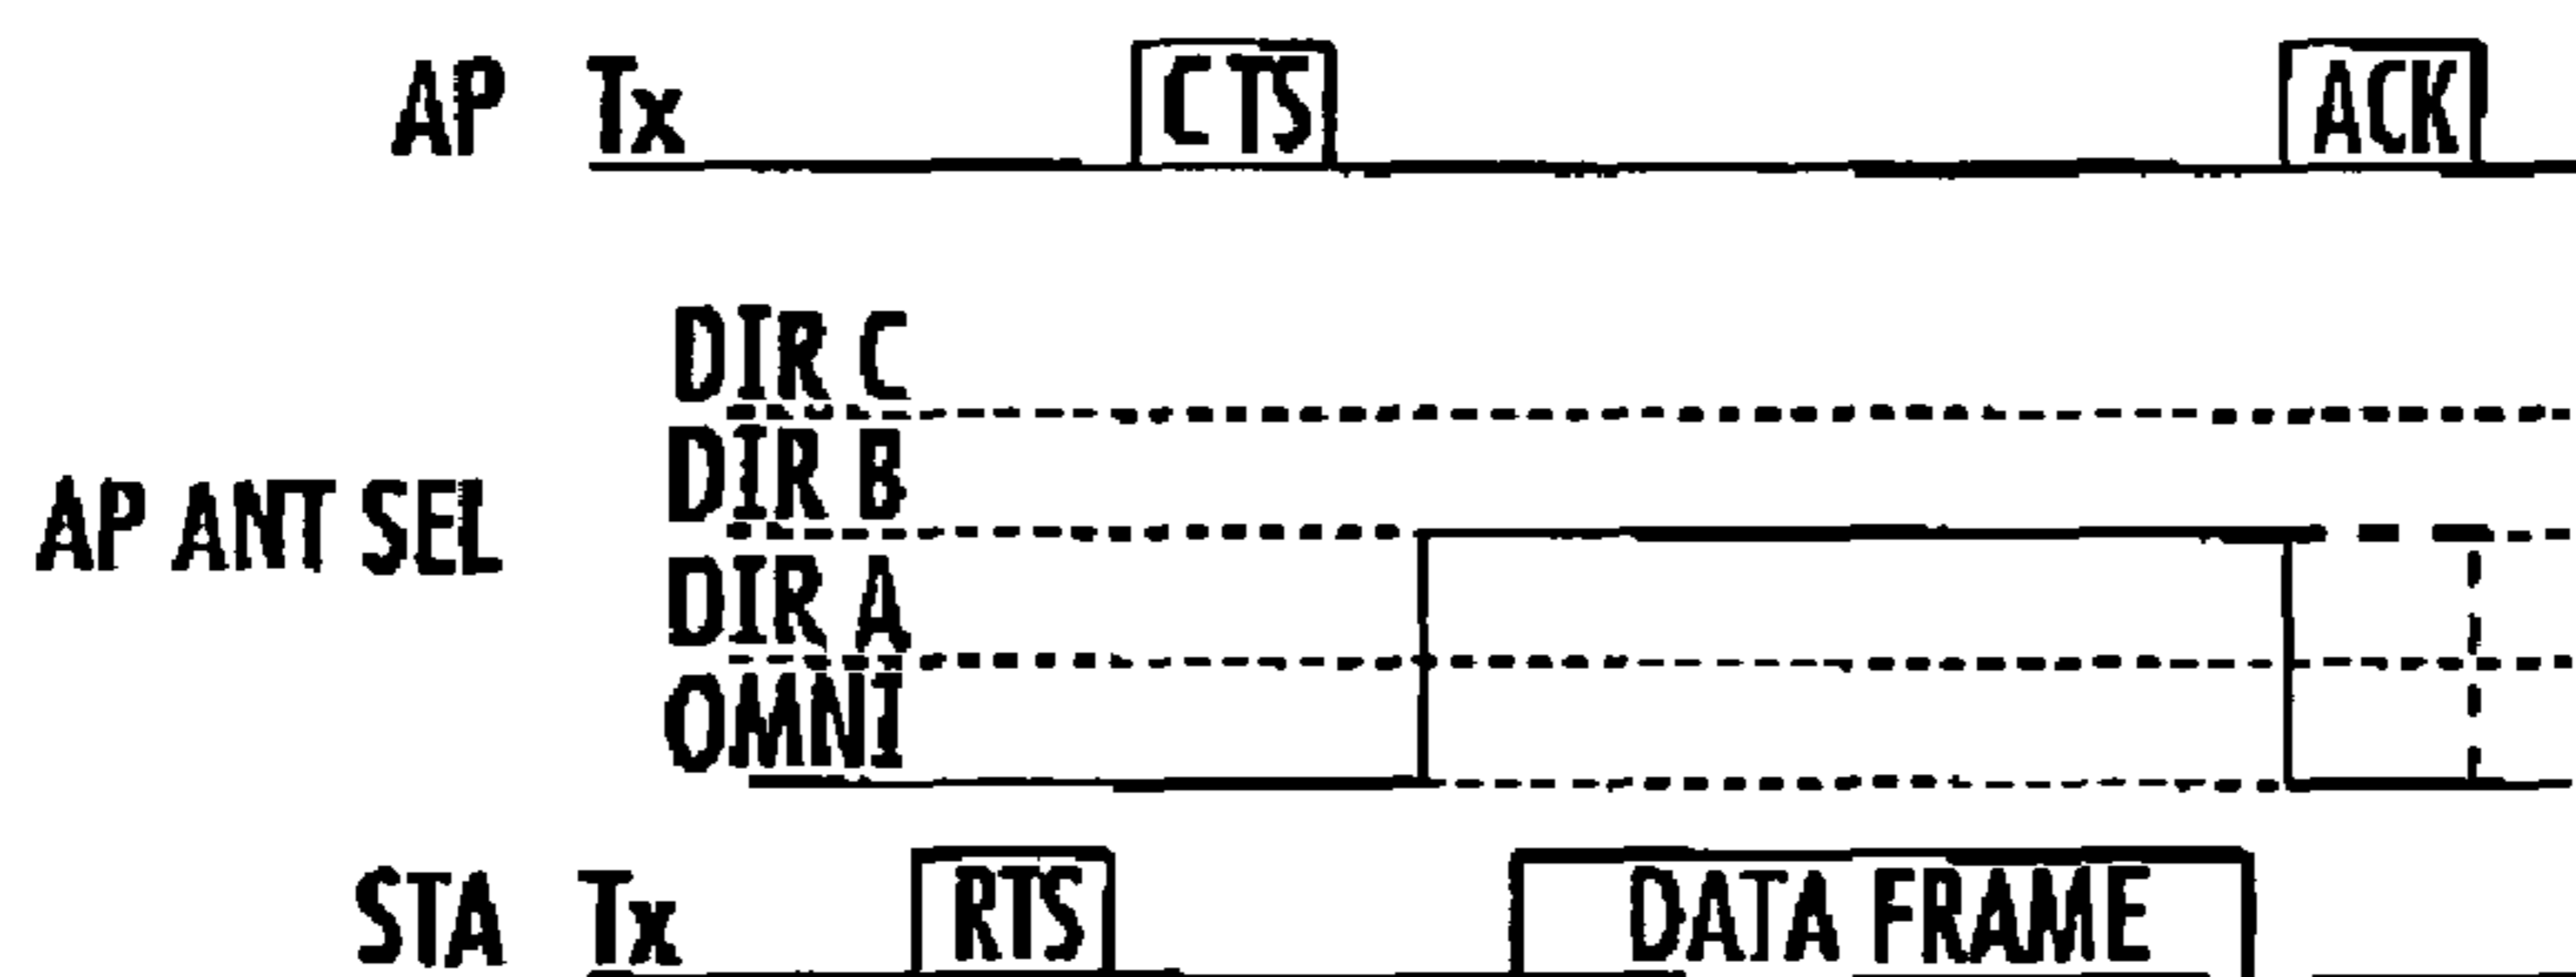 AP Tx CTS ACK
DIR C
DIR B
AP ANT SEL
DIR A
OMNI
STA Tx RTS DATA FRAME